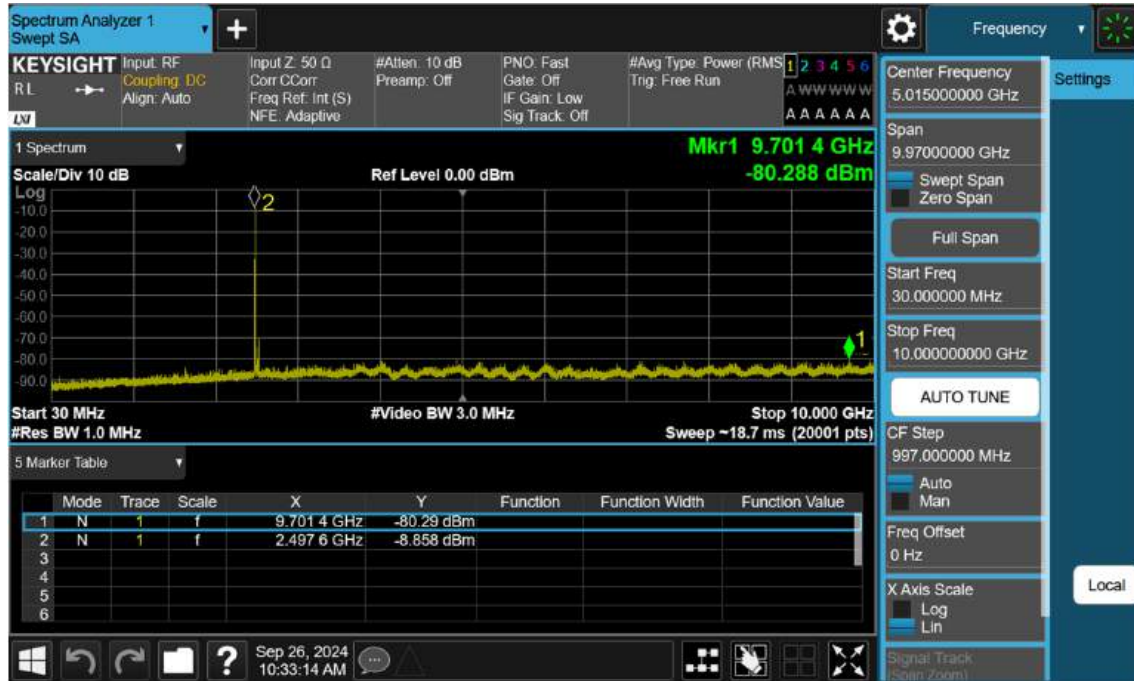 Spectrum Analyzer 1
Swept SA
+
Frequency
KEYSIGHT
RL
LXI
Input: RF
Coupling: DC
Align: Auto
Input Z: 50 Ω
Corr CCorr
Freq Ref: Int (S)
NFE: Adaptive
#Atten: 10 dB
Preamp: Off
PNO: Fast
Gate: Off
IF Gain: Low
Sig Track: Off
#Avg Type: Power (RMS
Trig: Free Run
1 2 3 4 5 6
A W W W W W
A A A A A A
1 Spectrum
Mkr1 9.701 4 GHz
-80.288 dBm
Scale/Div 10 dB
Ref Level 0.00 dBm
Log
-10.0
-20.0
-30.0
-40.0
-50.0
-60.0
-70.0
-80.0
-90.0
2
1
Start 30 MHz
#Video BW 3.0 MHz
Stop 10.000 GHz
#Res BW 1.0 MHz
Sweep ~18.7 ms (20001 pts)
5 Marker Table
Mode Trace Scale X Y Function Function Width Function Value
1 N 1 f 9.701 4 GHz -80.29 dBm
2 N 1 f 2.497 6 GHz -8.858 dBm
3
4
5
6
Center Frequency
5.015000000 GHz
Settings
Span
9.97000000 GHz
Swept Span
Zero Span
Full Span
Start Freq
30.000000 MHz
Stop Freq
10.000000000 GHz
AUTO TUNE
CF Step
997.000000 MHz
Auto
Man
Freq Offset
0 Hz
X Axis Scale
Log
Lin
Local
Signal Track
(Span Zoom)
?
Sep 26, 2024
10:33:14 AM